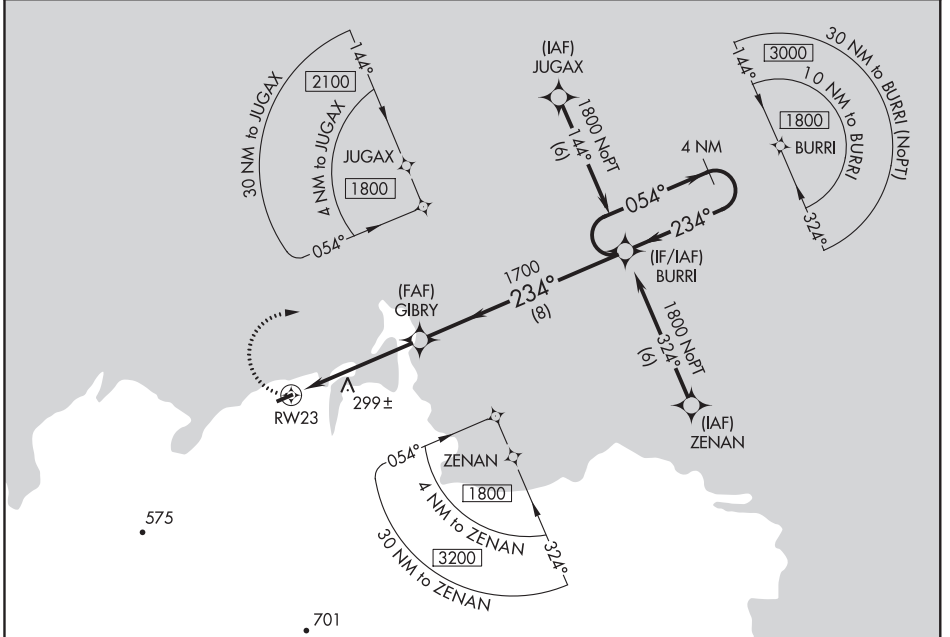 (IAF)
JUGAX
1800 NoPT
144°
(6)
30 NM to JUGAX
4 NM to JUGAX
2100
144°
JUGAX
1800
054°
30 NM to BURRI (NoPT)
10 NM to BURRI
3000
144°
1800
BURRI
324°
4 NM
054°
234°
(IF/IAF)
BURRI
1700
234°
(8)
(FAF)
GIBRY
1800 NoPT
324°
(6)
(IAF)
ZENAN
299±
RW23
054°
ZENAN
1800
4 NM to ZENAN
324°
3200
30 NM to ZENAN
575
701